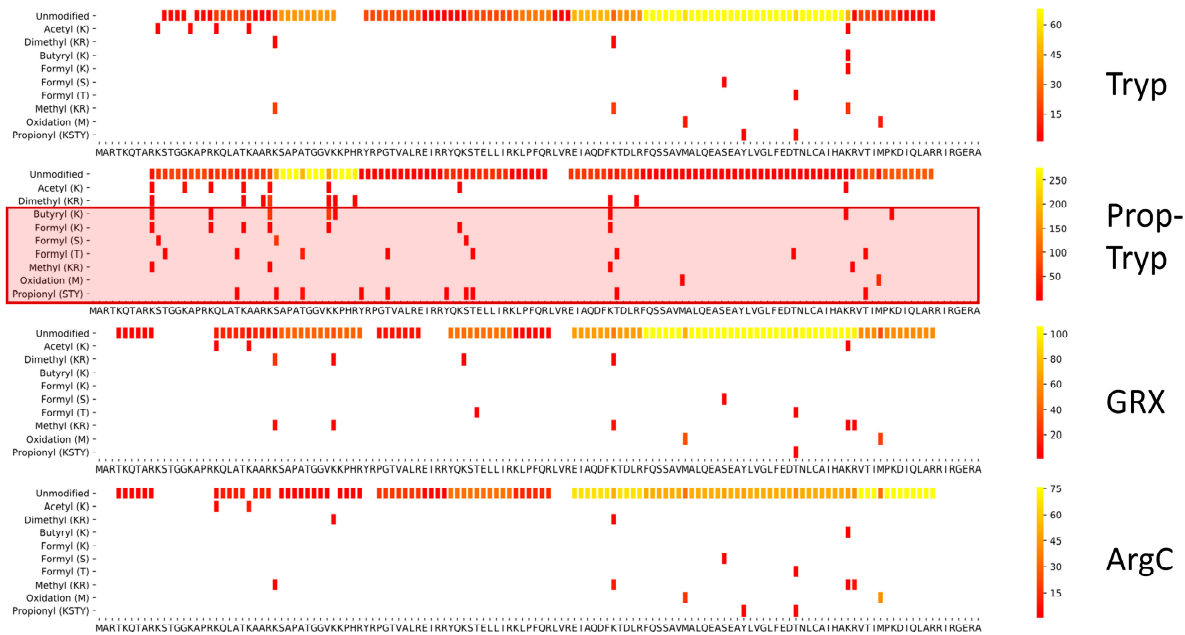 Unmodified
Acetyl (K)
Dimethyl (KR)
Butyryl (K)
Formyl (K)
Formyl (S)
Formyl (T)
Methyl (KR)
Oxidation (M)
Propionyl (KSTY)
MARTKQTARKSTGGKAPRKQLATKAARKSAPATGGVKKPHRYRPGTVALREIRRYQKSTELLIRKLPFQRLVREIAQDFKTDLRFQSSAVMALQEASEAYLVGLFEDTNLCAIHAKRVTIMPKDIQLARRIRGERA
60
45
30
15
Tryp
Unmodified
Acetyl (K)
Dimethyl (KR)
Butyryl (K)
Formyl (K)
Formyl (S)
Formyl (T)
Methyl (KR)
Oxidation (M)
Propionyl (STY)
MARTKQTARKSTGGKAPRKQLATKAARKSAPATGGVKKPHRYRPGTVALREIRRYQKSTELLIRKLPFQRLVREIAQDFKTDLRFQSSAVMALQEASEAYLVGLFEDTNLCAIHAKRVTIMPKDIQLARRIRGERA
250
200
150
100
50
Prop-
Tryp
Unmodified
Acetyl (K)
Dimethyl (KR)
Butyryl (K)
Formyl (K)
Formyl (S)
Formyl (T)
Methyl (KR)
Oxidation (M)
Propionyl (KSTY)
MARTKQTARKSTGGKAPRKQLATKAARKSAPATGGVKKPHRYRPGTVALREIRRYQKSTELLIRKLPFQRLVREIAQDFKTDLRFQSSAVMALQEASEAYLVGLFEDTNLCAIHAKRVTIMPKDIQLARRIRGERA
100
80
60
40
20
GRX
Unmodified
Acetyl (K)
Dimethyl (KR)
Butyryl (K)
Formyl (K)
Formyl (S)
Formyl (T)
Methyl (KR)
Oxidation (M)
Propionyl (KSTY)
MARTKQTARKSTGGKAPRKQLATKAARKSAPATGGVKKPHRYRPGTVALREIRRYQKSTELLIRKLPFQRLVREIAQDFKTDLRFQSSAVMALQEASEAYLVGLFEDTNLCAIHAKRVTIMPKDIQLARRIRGERA
75
60
45
30
15
ArgC